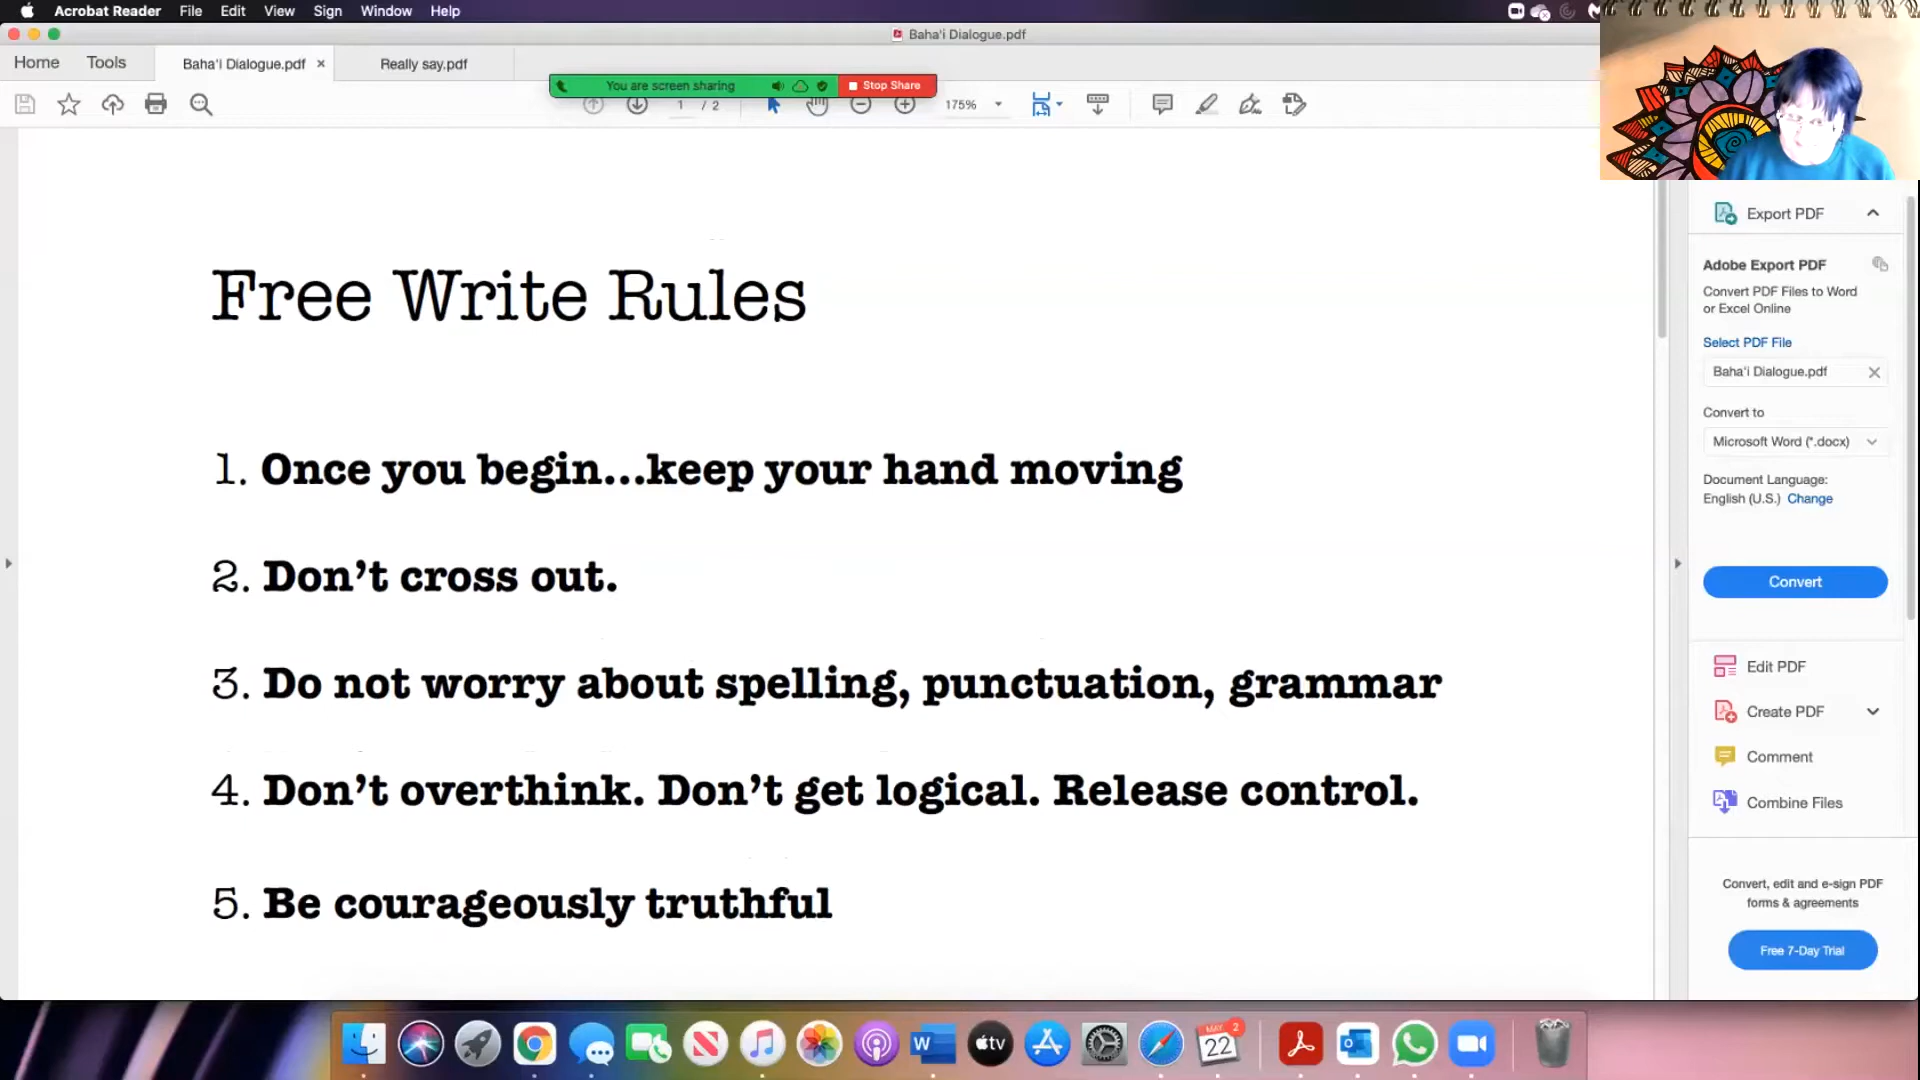 Acrobat Reader File Edit View Sign Window Help
Baha'i Dialogue.pdf
Home Tools Baha'i Dialogue.pdf × Really say.pdf
You are screen sharing Stop Share
1 / 2 175%
Free Write Rules
1. Once you begin...keep your hand moving
2. Don't cross out.
3. Do not worry about spelling, punctuation, grammar
4. Don't overthink. Don't get logical. Release control.
5. Be courageously truthful
Export PDF
Adobe Export PDF
Convert PDF Files to Word
or Excel Online
Select PDF File
Baha'i Dialogue.pdf
Convert to
Microsoft Word (*.docx)
Document Language:
English (U.S.) Change
Convert
Edit PDF
Create PDF
Comment
Combine Files
Convert, edit and e-sign PDF
forms & agreements
Free 7-Day Trial
W
tv
MAY 2
22